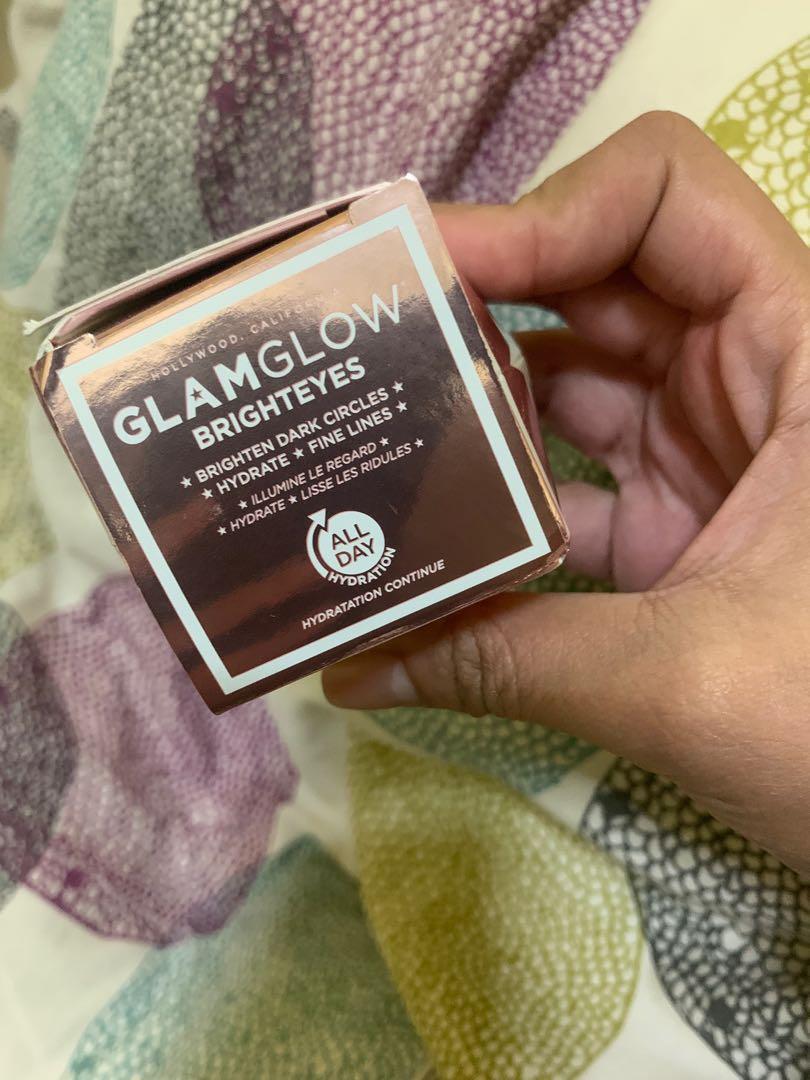 HOLLYWOOD, CALIFORNIA
GLAMGLOW
BRIGHTEYES
★ BRIGHTEN DARK CIRCLES ★
★ HYDRATE ★ FINE LINES ★
★ ILLUMINE LE REGARD ★
★ HYDRATE ★ LISSE LES RIDULES ★
ALL
DAY
HYDRATION
HYDRATATION CONTINUE